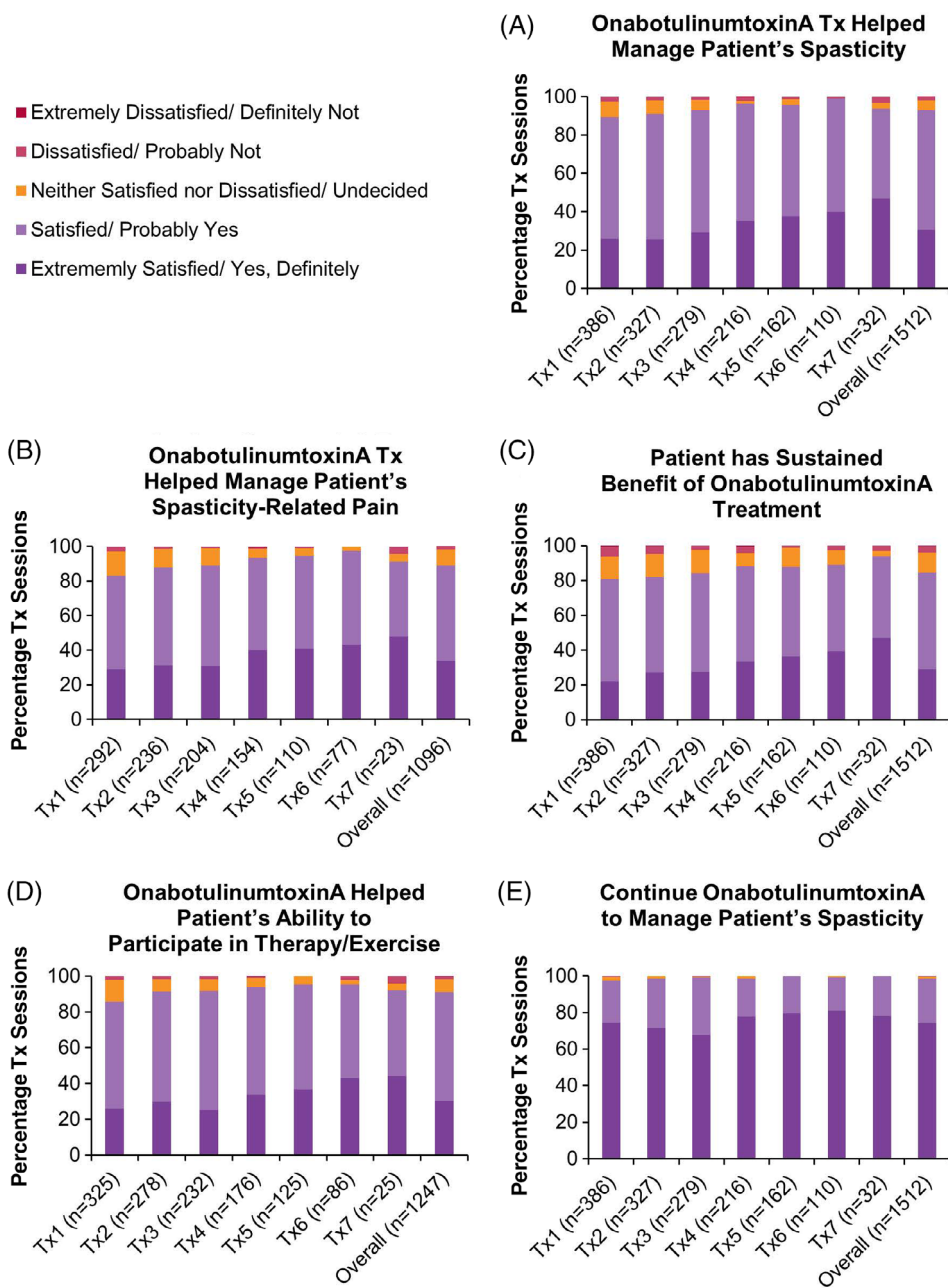 (A)
OnabotulinumtoxinA Tx Helped
Manage Patient's Spasticity
Extremely Dissatisfied/ Definitely Not
Dissatisfied/ Probably Not
Neither Satisfied nor Dissatisfied/ Undecided
Satisfied/ Probably Yes
Extrememly Satisfied/ Yes, Definitely
Percentage Tx Sessions
100
80
60
40
20
0
Tx1 (n=386)
Tx2 (n=327)
Tx3 (n=279)
Tx4 (n=216)
Tx5 (n=162)
Tx6 (n=110)
Tx7 (n=32)
Overall (n=1512)
(B)
OnabotulinumtoxinA Tx
Helped Manage Patient's
Spasticity-Related Pain
Percentage Tx Sessions
100
80
60
40
20
0
Tx1 (n=292)
Tx2 (n=236)
Tx3 (n=204)
Tx4 (n=154)
Tx5 (n=110)
Tx6 (n=77)
Tx7 (n=23)
Overall (n=1096)
(C)
Patient has Sustained
Benefit of OnabotulinumtoxinA
Treatment
Percentage Tx Sessions
100
80
60
40
20
0
Tx1 (n=386)
Tx2 (n=327)
Tx3 (n=279)
Tx4 (n=216)
Tx5 (n=162)
Tx6 (n=110)
Tx7 (n=32)
Overall (n=1512)
(D)
OnabotulinumtoxinA Helped
Patient's Ability to
Participate in Therapy/Exercise
Percentage Tx Sessions
100
80
60
40
20
0
Tx1 (n=325)
Tx2 (n=278)
Tx3 (n=232)
Tx4 (n=176)
Tx5 (n=125)
Tx6 (n=86)
Tx7 (n=25)
Overall (n=1247)
(E)
Continue OnabotulinumtoxinA
to Manage Patient's Spasticity
Percentage Tx Sessions
100
80
60
40
20
0
Tx1 (n=386)
Tx2 (n=327)
Tx3 (n=279)
Tx4 (n=216)
Tx5 (n=162)
Tx6 (n=110)
Tx7 (n=32)
Overall (n=1512)